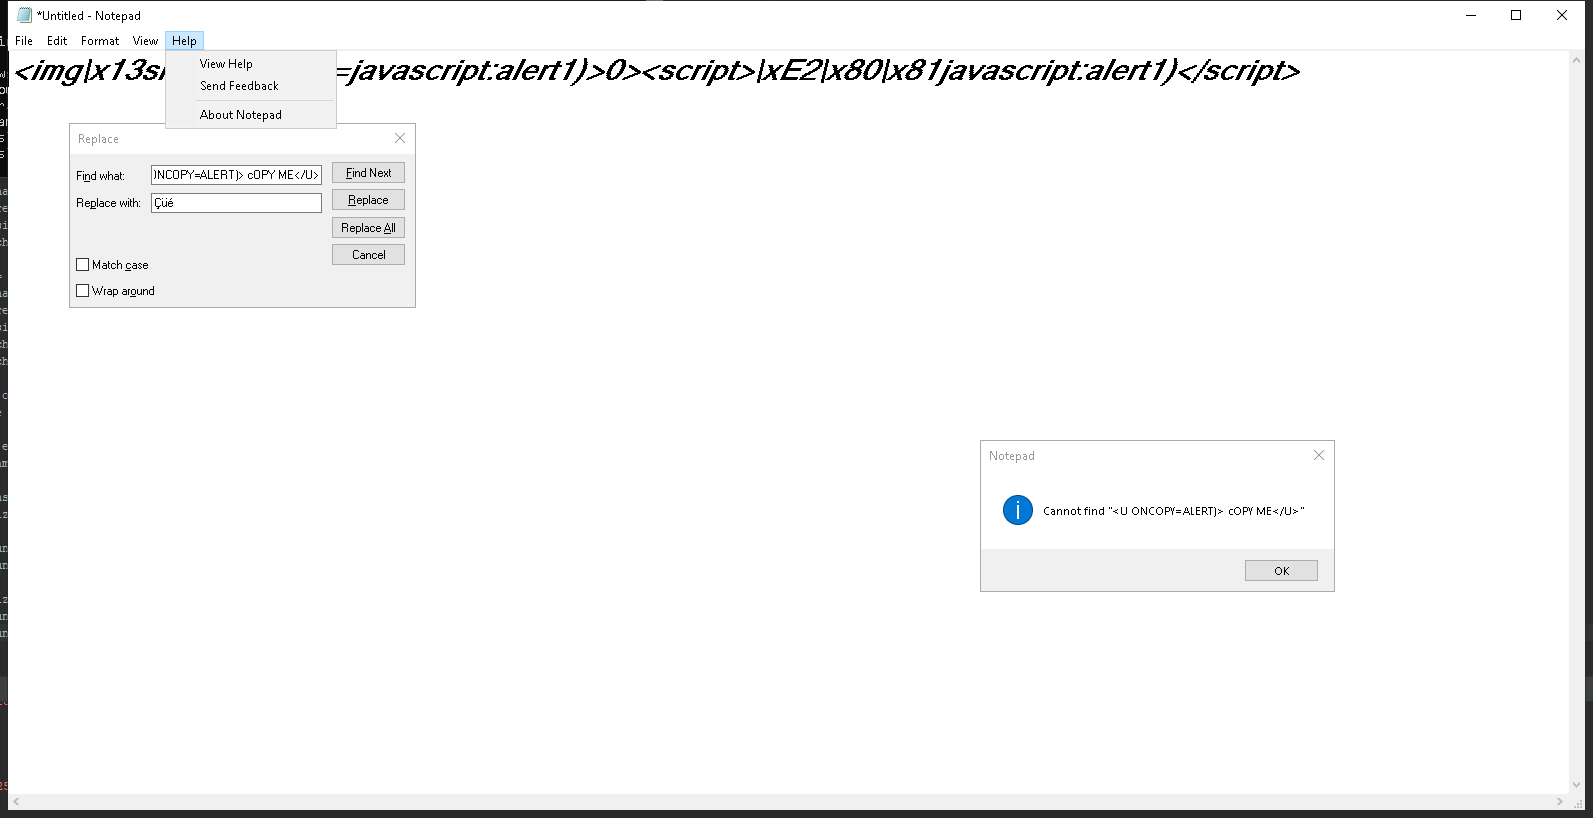 *Untitled - Notepad
File Edit Format View Help
<img|x13s =javascript:alert1)>0><script>|xE2|x80|x81javascript:alert1)</script>
View Help
Send Feedback
About Notepad
Replace
Find what: )NCOPY=ALERT)> cOPY ME</U> Find Next
Replace with: Çüé Replace
Replace All
Cancel
Match case
Wrap around
Notepad
Cannot find "<U ONCOPY=ALERT)> cOPY ME</U>"
OK